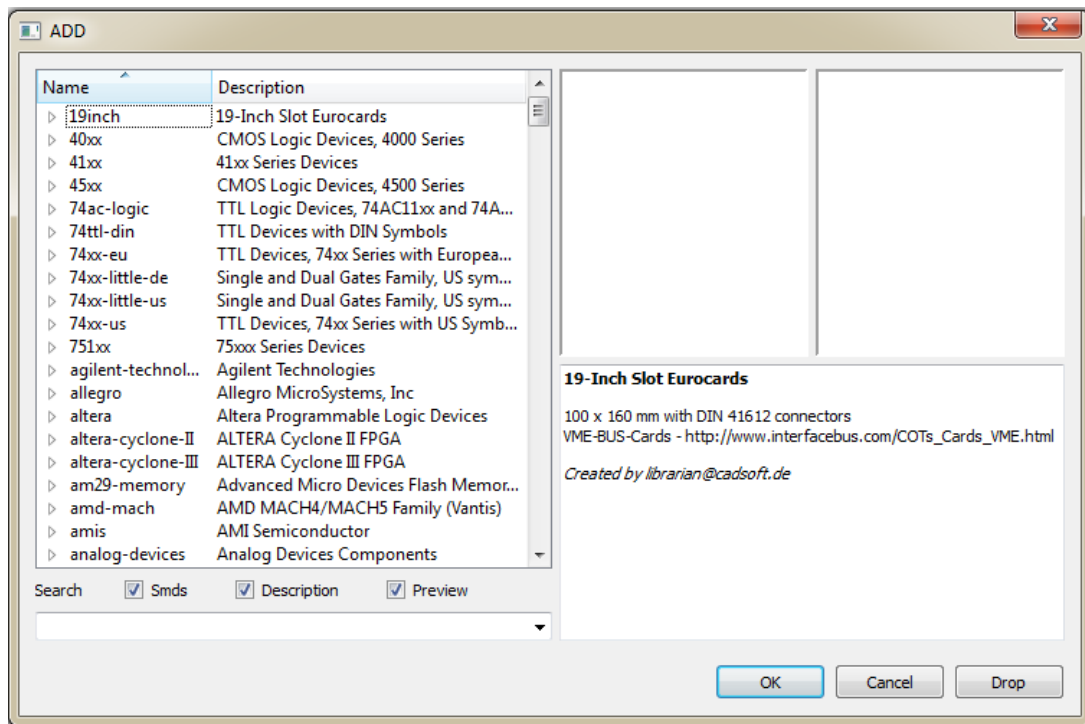 ADD
Name Description
19inch 19-Inch Slot Eurocards
40xx CMOS Logic Devices, 4000 Series
41xx 41xx Series Devices
45xx CMOS Logic Devices, 4500 Series
74ac-logic TTL Logic Devices, 74AC11xx and 74A...
74ttl-din TTL Devices with DIN Symbols
74xx-eu TTL Devices, 74xx Series with Europea...
74xx-little-de Single and Dual Gates Family, US sym...
74xx-little-us Single and Dual Gates Family, US sym...
74xx-us TTL Devices, 74xx Series with US Symb...
751xx 75xxx Series Devices
agilent-technol... Agilent Technologies
allegro Allegro MicroSystems, Inc
altera Altera Programmable Logic Devices
altera-cyclone-II ALTERA Cyclone II FPGA
altera-cyclone-III ALTERA Cyclone III FPGA
am29-memory Advanced Micro Devices Flash Memor...
amd-mach AMD MACH4/MACH5 Family (Vantis)
amis AMI Semiconductor
analog-devices Analog Devices Components
Search Smds Description Preview
19-Inch Slot Eurocards
100 x 160 mm with DIN 41612 connectors
VME-BUS-Cards - http://www.interfacebus.com/COTs_Cards_VME.html
Created by librarian@cadsoft.de
OK Cancel Drop